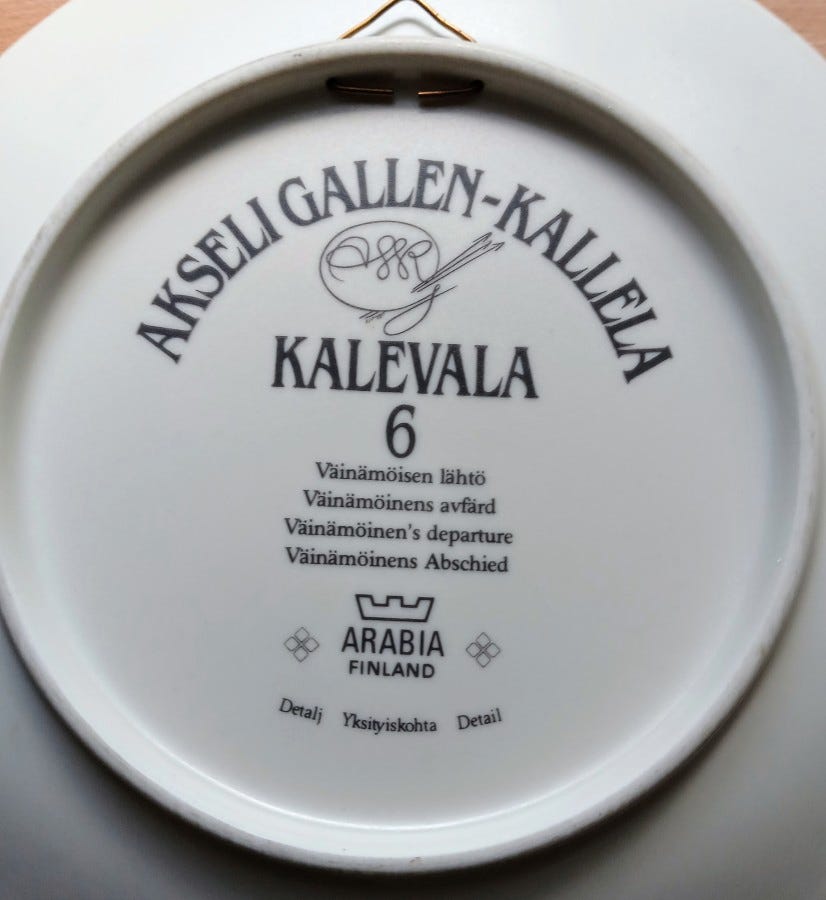 AKSELI GALLEN-KALLELA
KALEVALA
6
Väinämöisen lähtö
Väinämöinens avfärd
Väinämöinen's departure
Väinämöinens Abschied
ARABIA
FINLAND
Detalj Yksityiskohta Detail